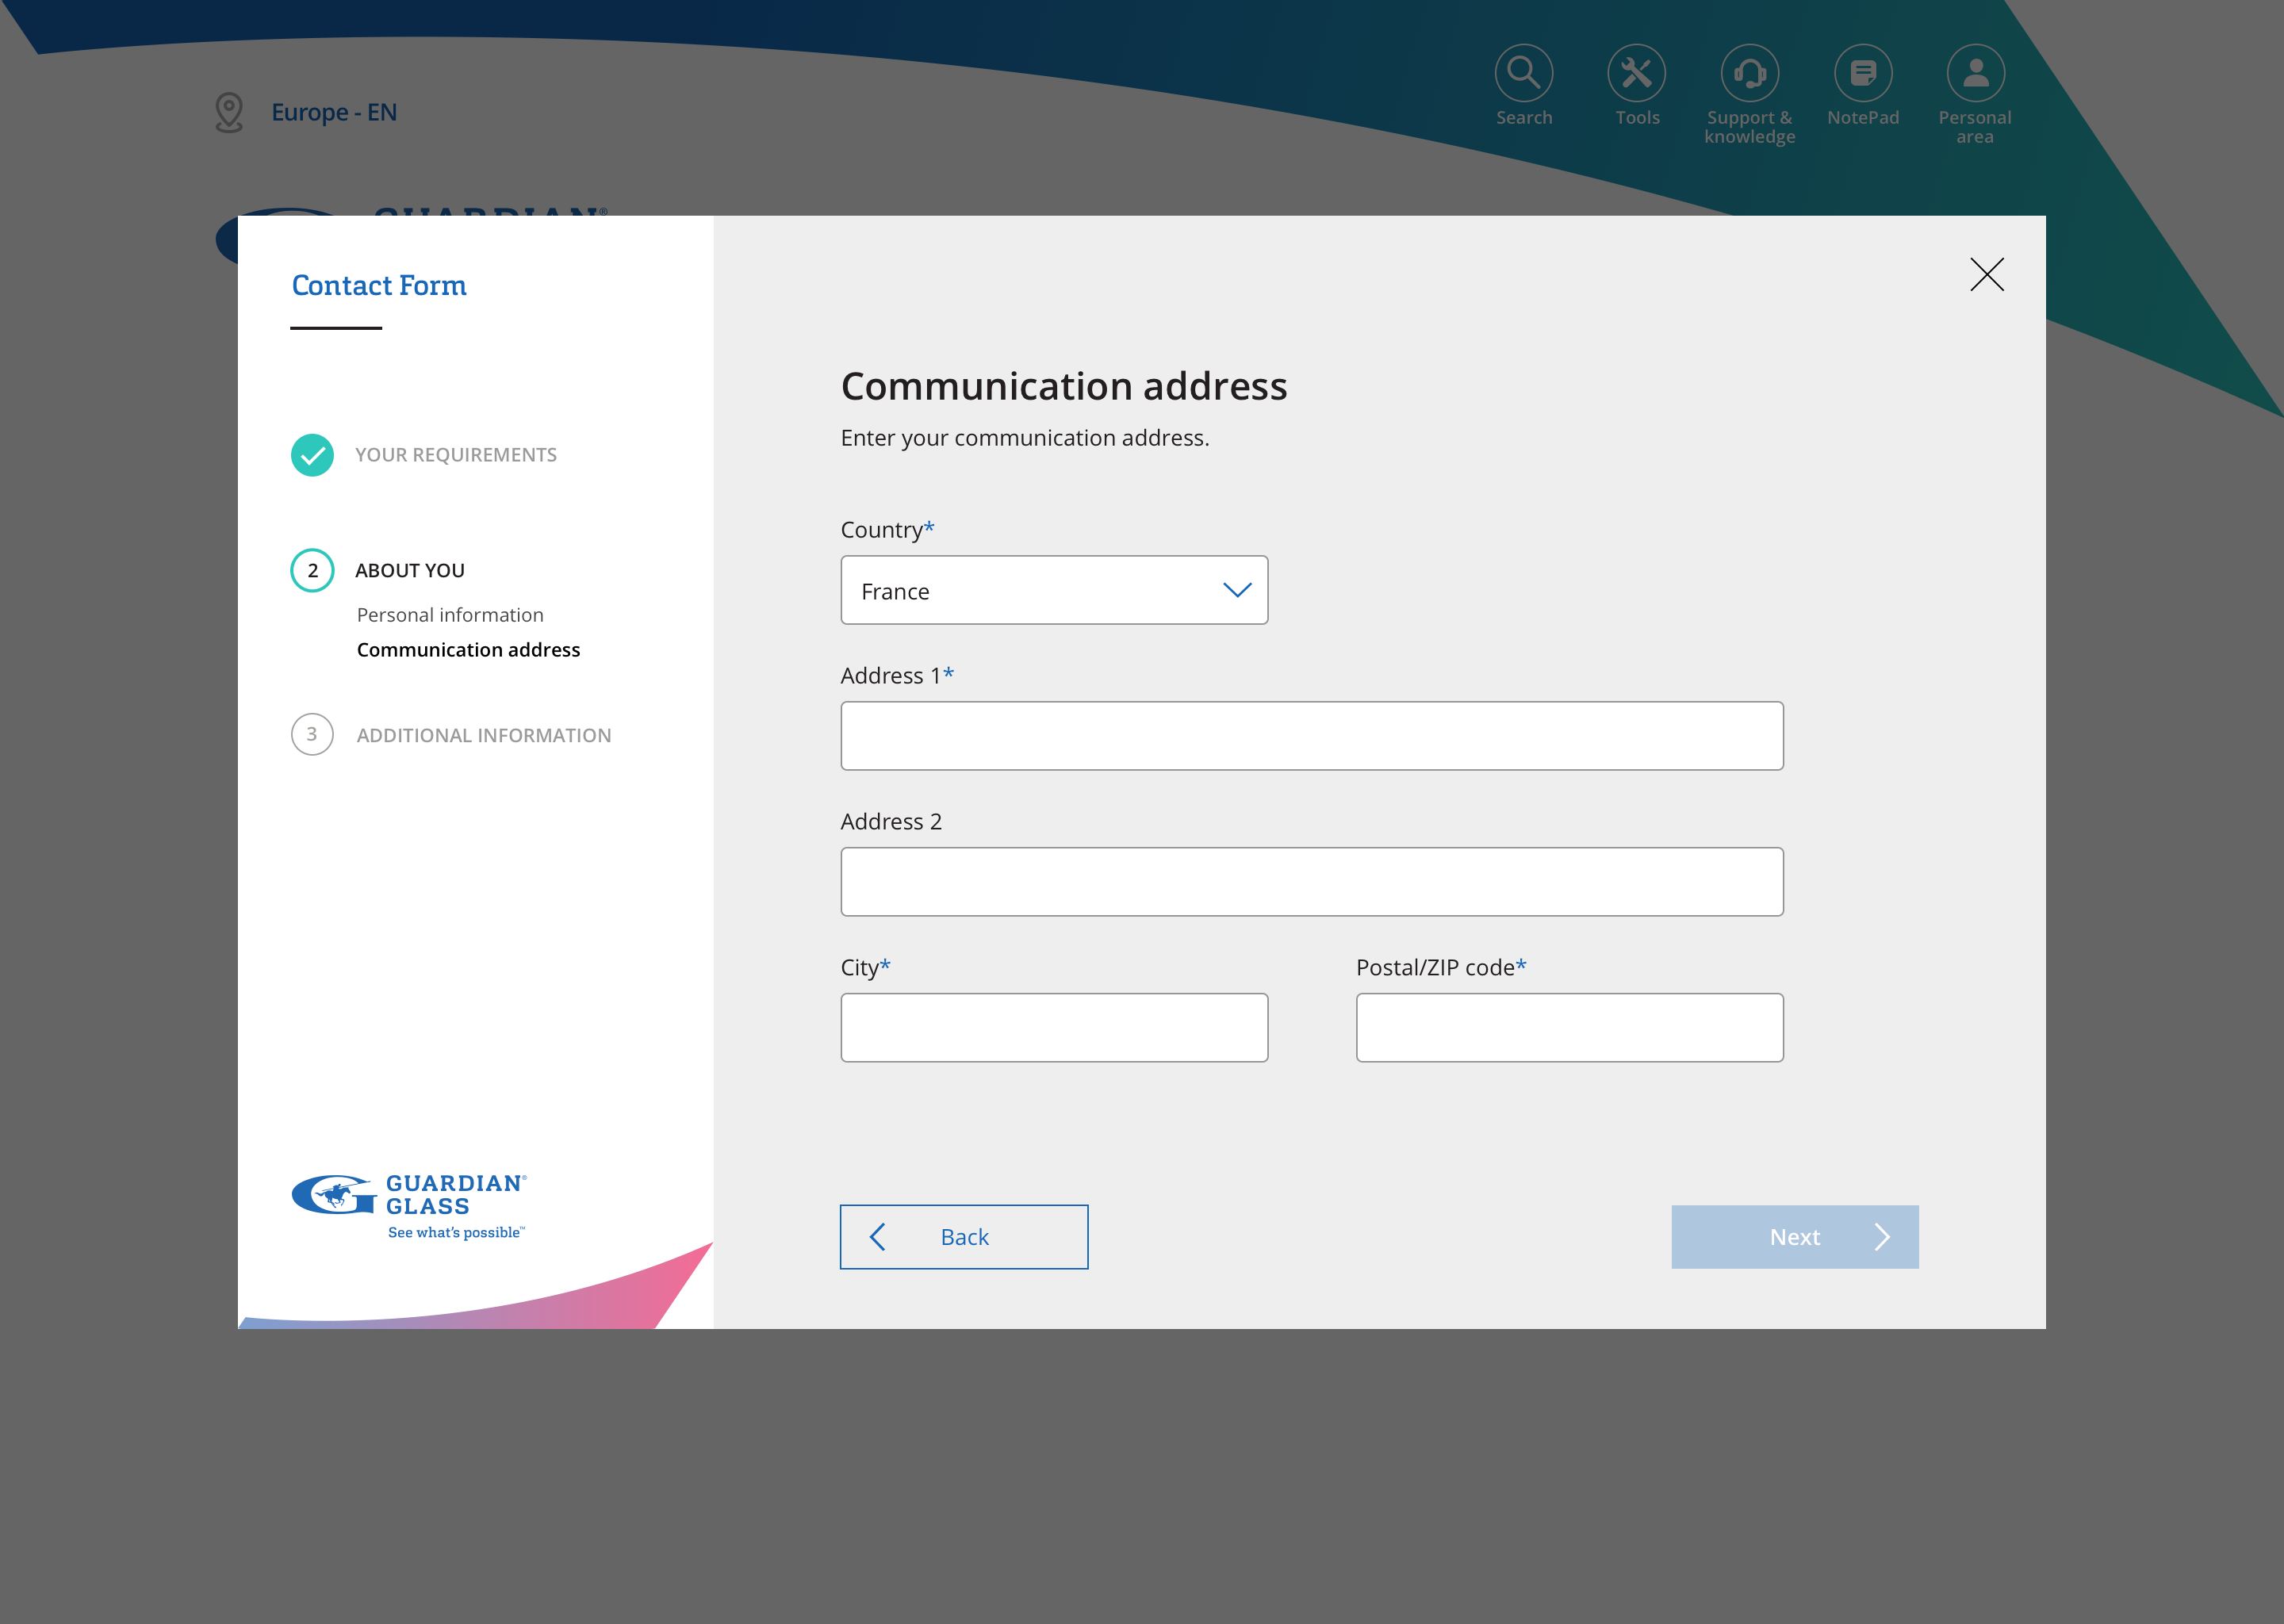 Europe - EN
Search
Tools
Support &
knowledge
NotePad
Personal
area
GUARDIAN®
Contact Form
YOUR REQUIREMENTS
2
ABOUT YOU
Personal information
Communication address
3
ADDITIONAL INFORMATION
GUARDIAN®
GLASS
See what's possible™
Communication address
Enter your communication address.
Country*
France
Address 1*
Address 2
City*
Postal/ZIP code*
Back
Next